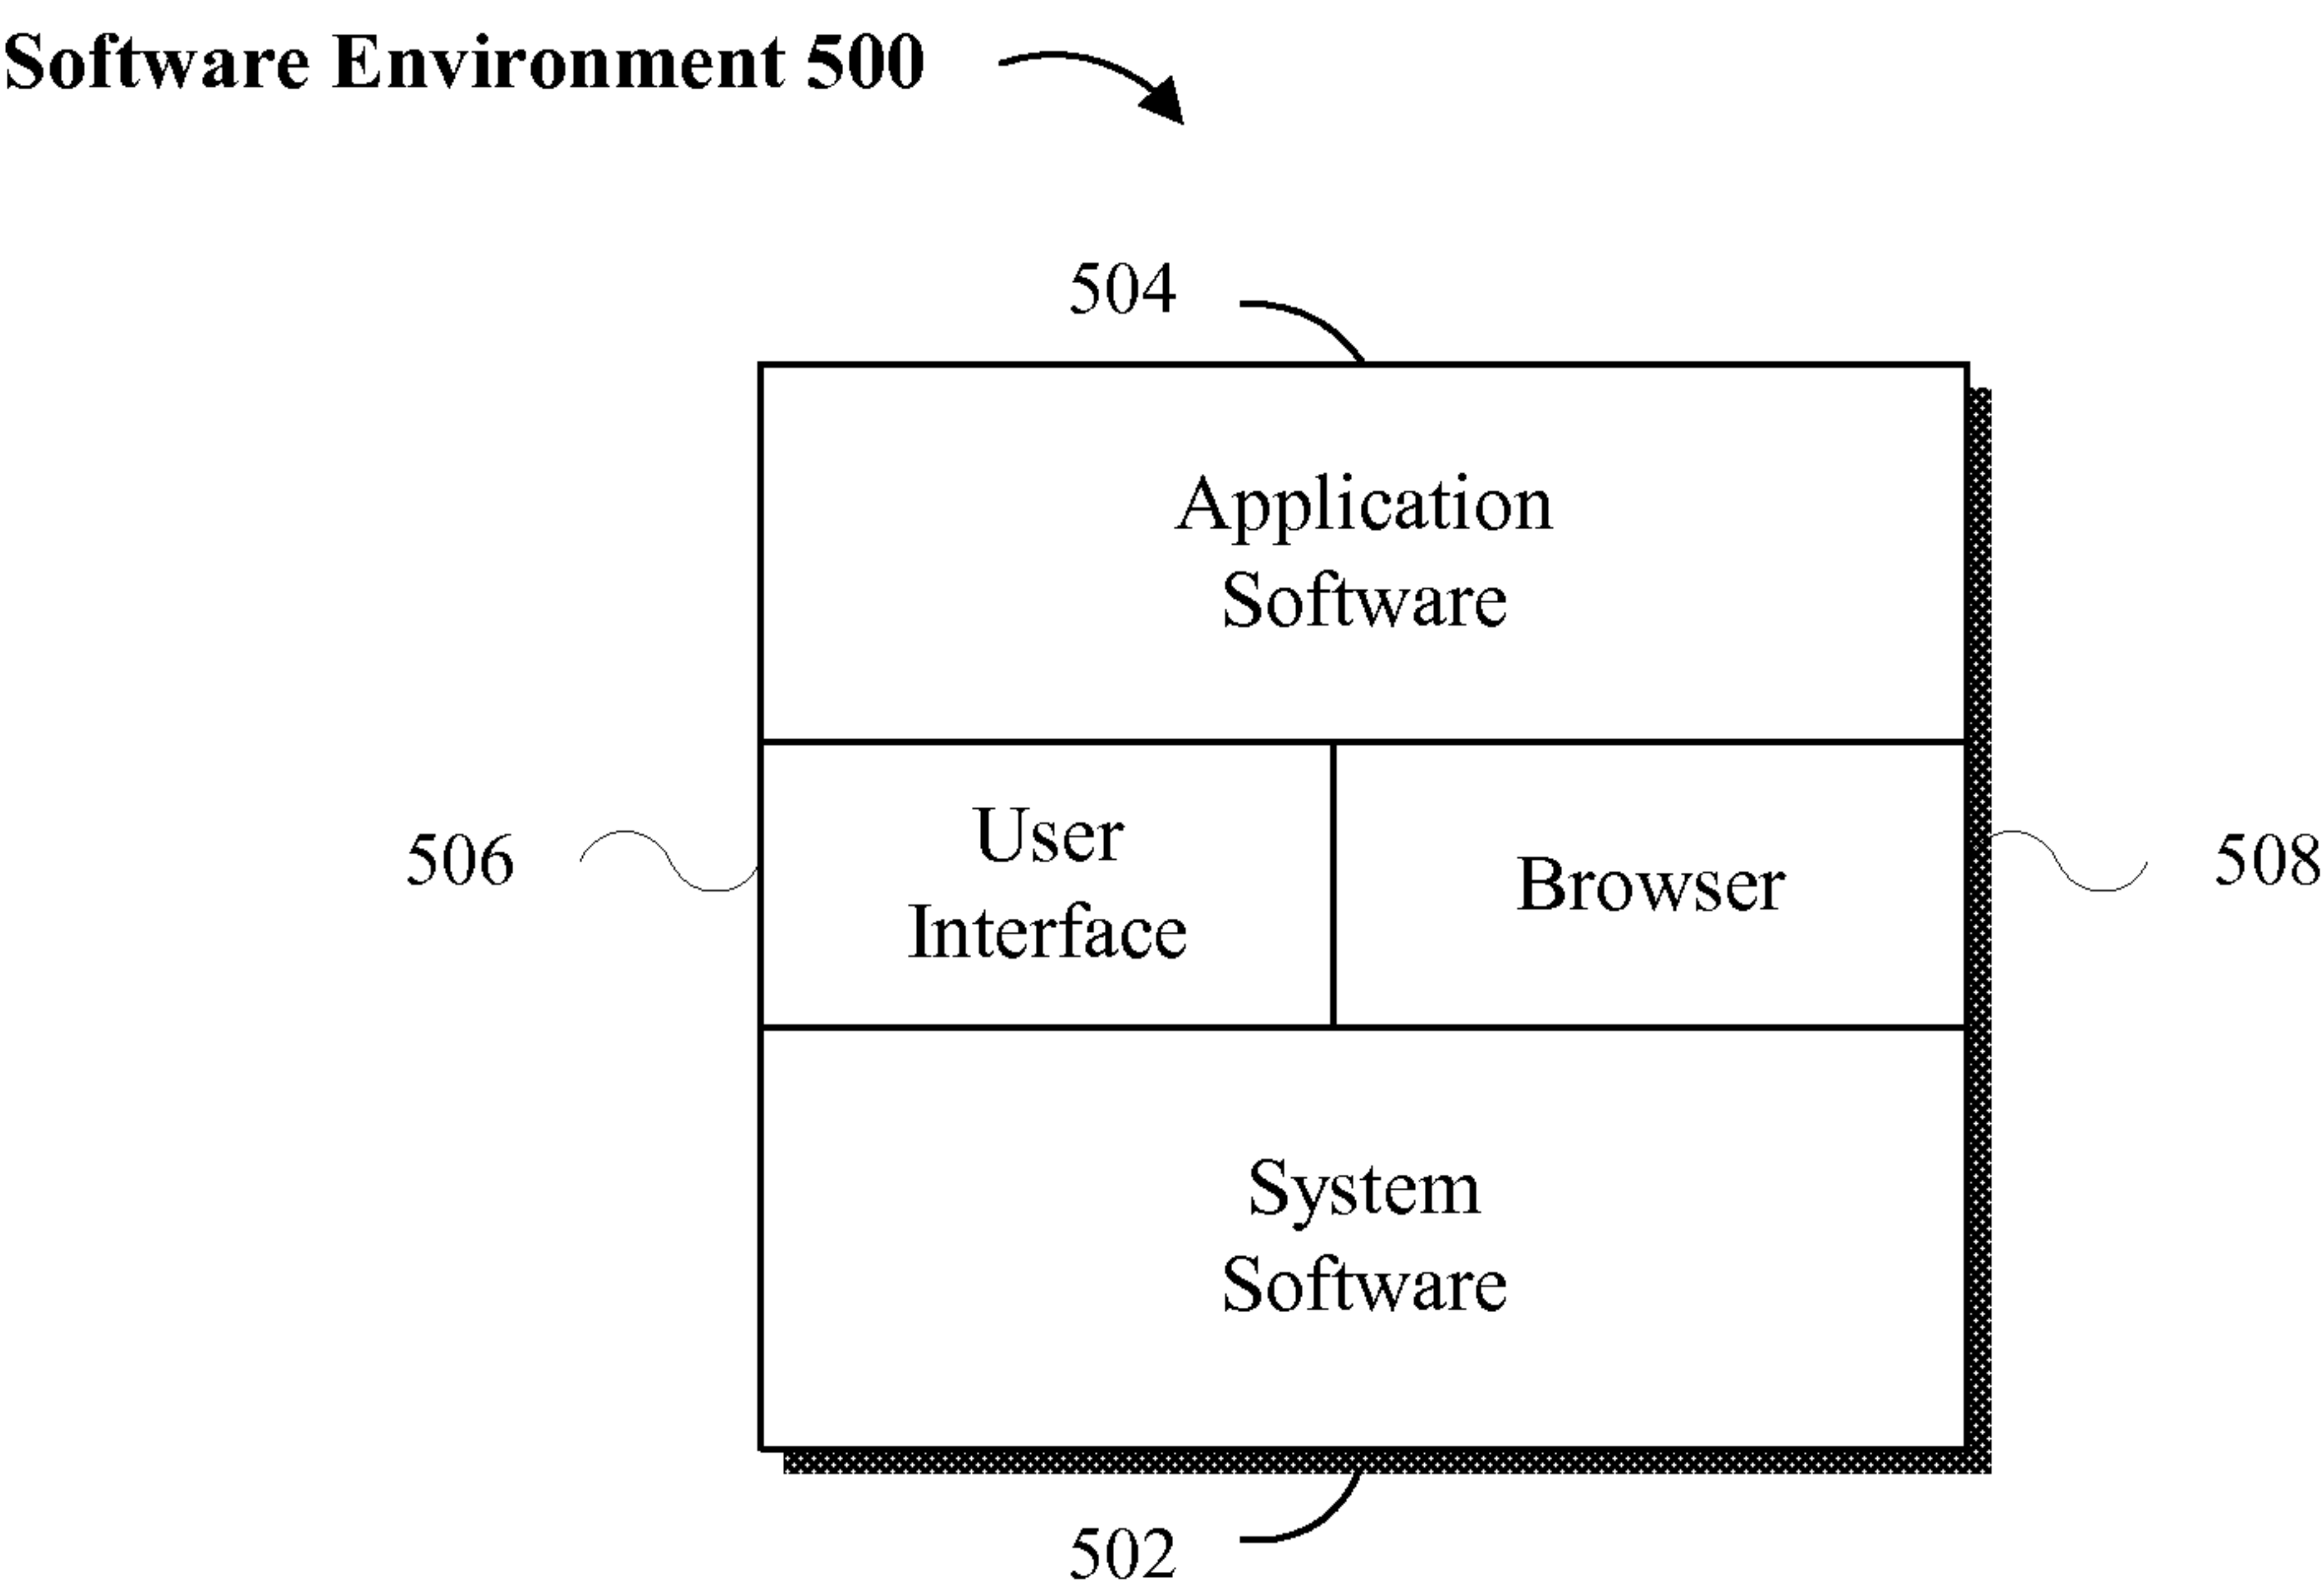 Software Environment 500
504
Application
Software
506
User
Interface
Browser
508
System
Software
502